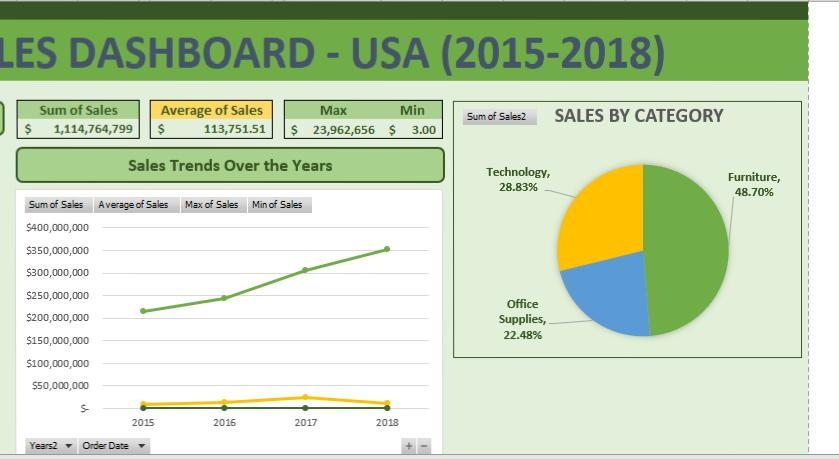 LES DASHBOARD - USA (2015-2018)
Sum of Sales
$ 1,114,764,799
Average of Sales
$ 113,751.51
Max Min
$ 23,962,656 $ 3.00
Sales Trends Over the Years
Sum of Sales Average of Sales Max of Sales Min of Sales
$400,000,000
$350,000,000
$300,000,000
$250,000,000
$200,000,000
$150,000,000
$100,000,000
$50,000,000
$-
2015 2016 2017 2018
Years2 Order Date
+ −
Sum of Sales2
SALES BY CATEGORY
Technology,
28.83%
Furniture,
48.70%
Office
Supplies,
22.48%